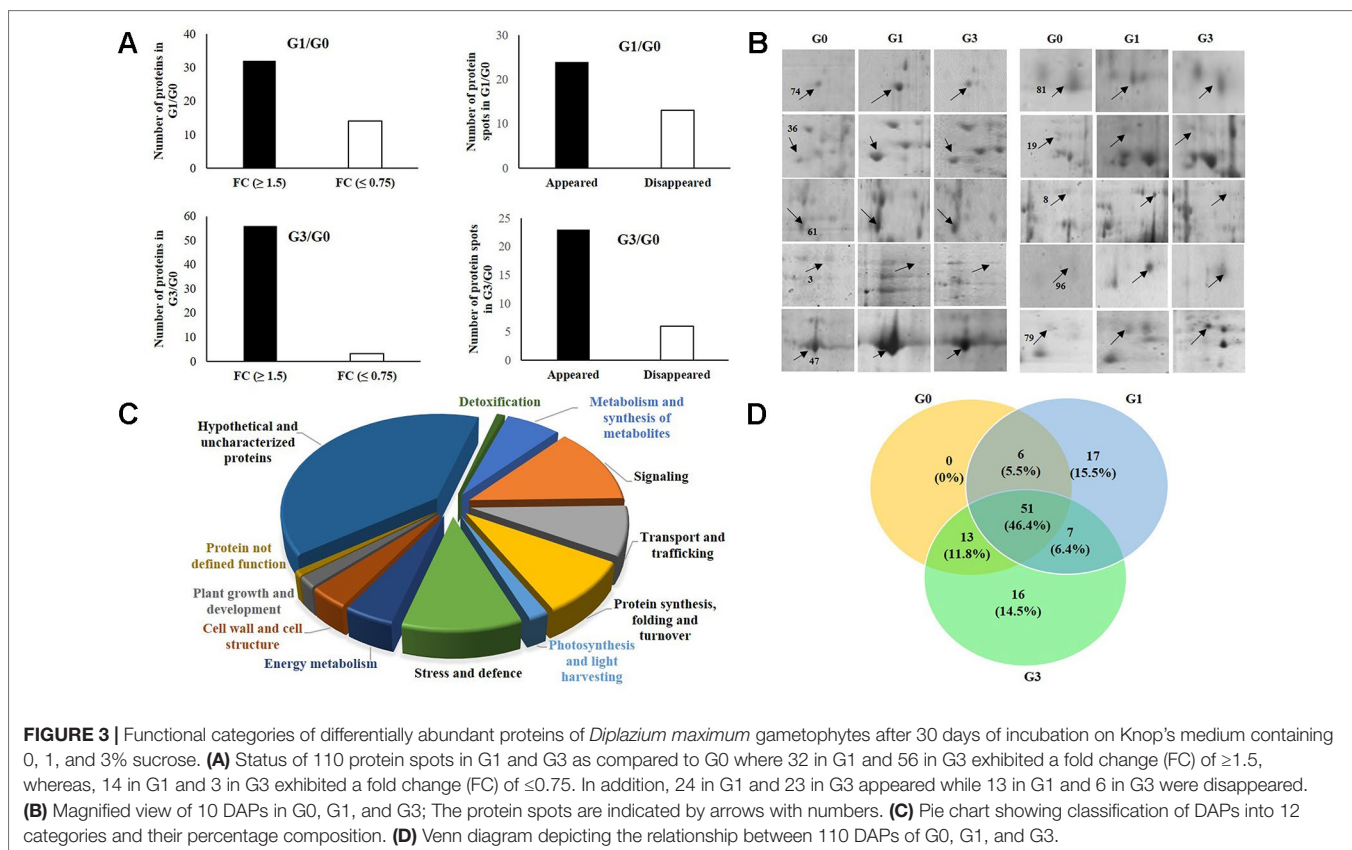 A
G1/G0
Number of proteins in
G1/G0
40
30
20
10
0
FC (≥ 1.5)
FC (≤ 0.75)
G1/G0
Number of protein
spots in G1/G0
30
20
10
0
Appeared
Disappeared
G3/G0
Number of proteins in
G3/G0
60
50
40
30
20
10
0
FC (≥ 1.5)
FC (≤ 0.75)
G3/G0
Number of protein spots
in G3/G0
25
20
15
10
5
0
Appeared
Disappeared
B
G0 G1 G3 G0 G1 G3
74
36
61
3
47
81
19
8
96
79
C
Detoxification
Metabolism and
synthesis of
metabolites
Signaling
Transport and
trafficking
Protein synthesis,
folding and
turnover
Photosynthesis
and light
harvesting
Stress and defence
Energy metabolism
Cell wall and cell
structure
Plant growth and
development
Protein not
defined function
Hypothetical and
uncharacterized
proteins
D
G0
G1
0
(0%)
6
(5.5%)
17
(15.5%)
51
(46.4%)
13
(11.8%)
7
(6.4%)
16
(14.5%)
G3
FIGURE 3 | Functional categories of differentially abundant proteins of Diplazium maximum gametophytes after 30 days of incubation on Knop’s medium containing
0, 1, and 3% sucrose. (A) Status of 110 protein spots in G1 and G3 as compared to G0 where 32 in G1 and 56 in G3 exhibited a fold change (FC) of ≥1.5,
whereas, 14 in G1 and 3 in G3 exhibited a fold change (FC) of ≤0.75. In addition, 24 in G1 and 23 in G3 appeared while 13 in G1 and 6 in G3 were disappeared.
(B) Magnified view of 10 DAPs in G0, G1, and G3; The protein spots are indicated by arrows with numbers. (C) Pie chart showing classification of DAPs into 12
categories and their percentage composition. (D) Venn diagram depicting the relationship between 110 DAPs of G0, G1, and G3.